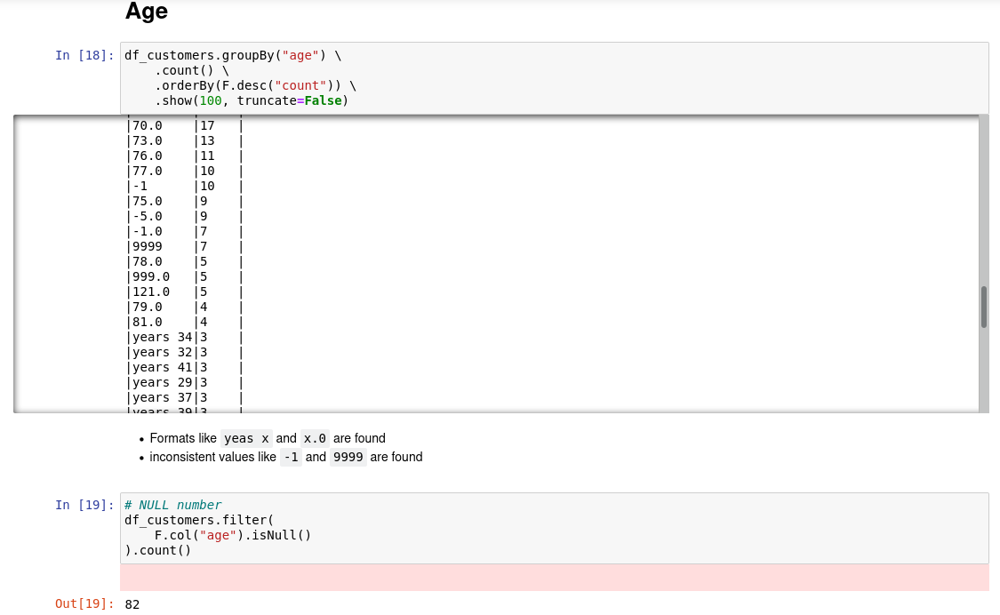 Age
In [18]: df_customers.groupBy("age") \
    .count() \
    .orderBy(F.desc("count")) \
    .show(100, truncate=False)
|70.0    |17   |
|73.0    |13   |
|76.0    |11   |
|77.0    |10   |
|-1      |10   |
|75.0    |9    |
|-5.0    |9    |
|-1.0    |7    |
|9999    |7    |
|78.0    |5    |
|999.0   |5    |
|121.0   |5    |
|79.0    |4    |
|81.0    |4    |
|years 34|3    |
|years 32|3    |
|years 41|3    |
|years 29|3    |
|years 37|3    |
|years 39|3    |
• Formats like yeas x and x.0 are found
• inconsistent values like -1 and 9999 are found
In [19]: # NULL number
df_customers.filter(
    F.col("age").isNull()
).count()
Out[19]: 82